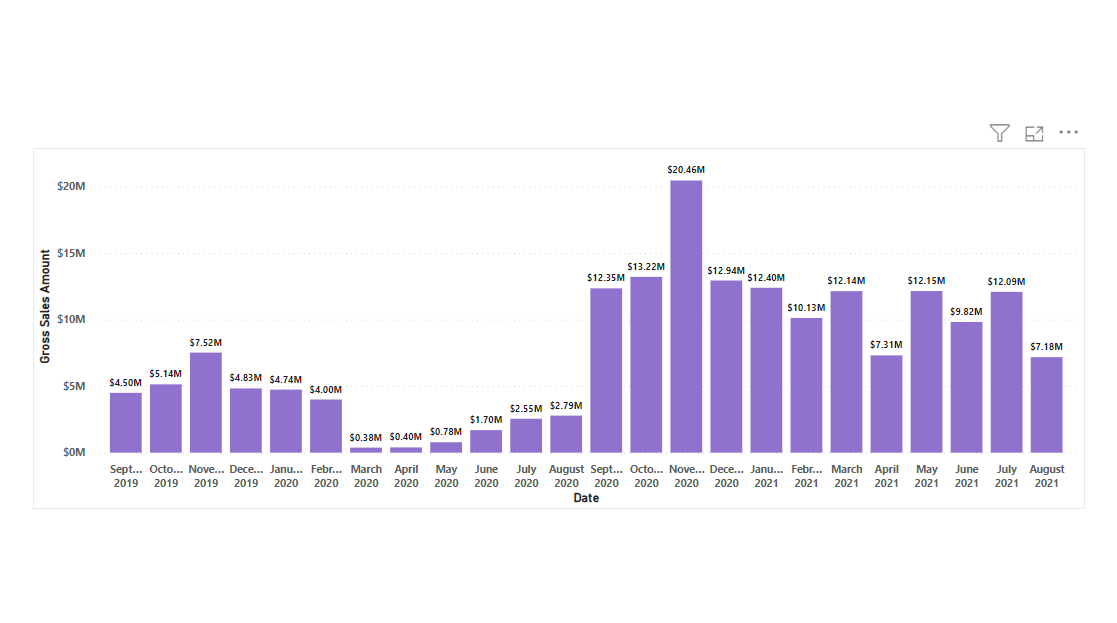 $20.46M
$20M
$15M
$13.22M
$12.35M
$12.94M
$12.40M
$12.14M
$12.15M
$12.09M
$10.13M
$9.82M
$10M
$7.52M
$7.31M
$7.18M
$4.50M
$5.14M
$4.83M
$4.74M
$4.00M
$5M
$0.38M
$0.40M
$0.78M
$1.70M
$2.55M
$2.79M
$0M
Gross Sales Amount
Sept... Octo... Nove... Dece... Janu... Febr... March April May June July August Sept... Octo... Nove... Dece... Janu... Febr... March April May June July August
2019 2019 2019 2019 2020 2020 2020 2020 2020 2020 2020 2020 2020 2020 2020 2020 2021 2021 2021 2021 2021 2021 2021 2021
Date